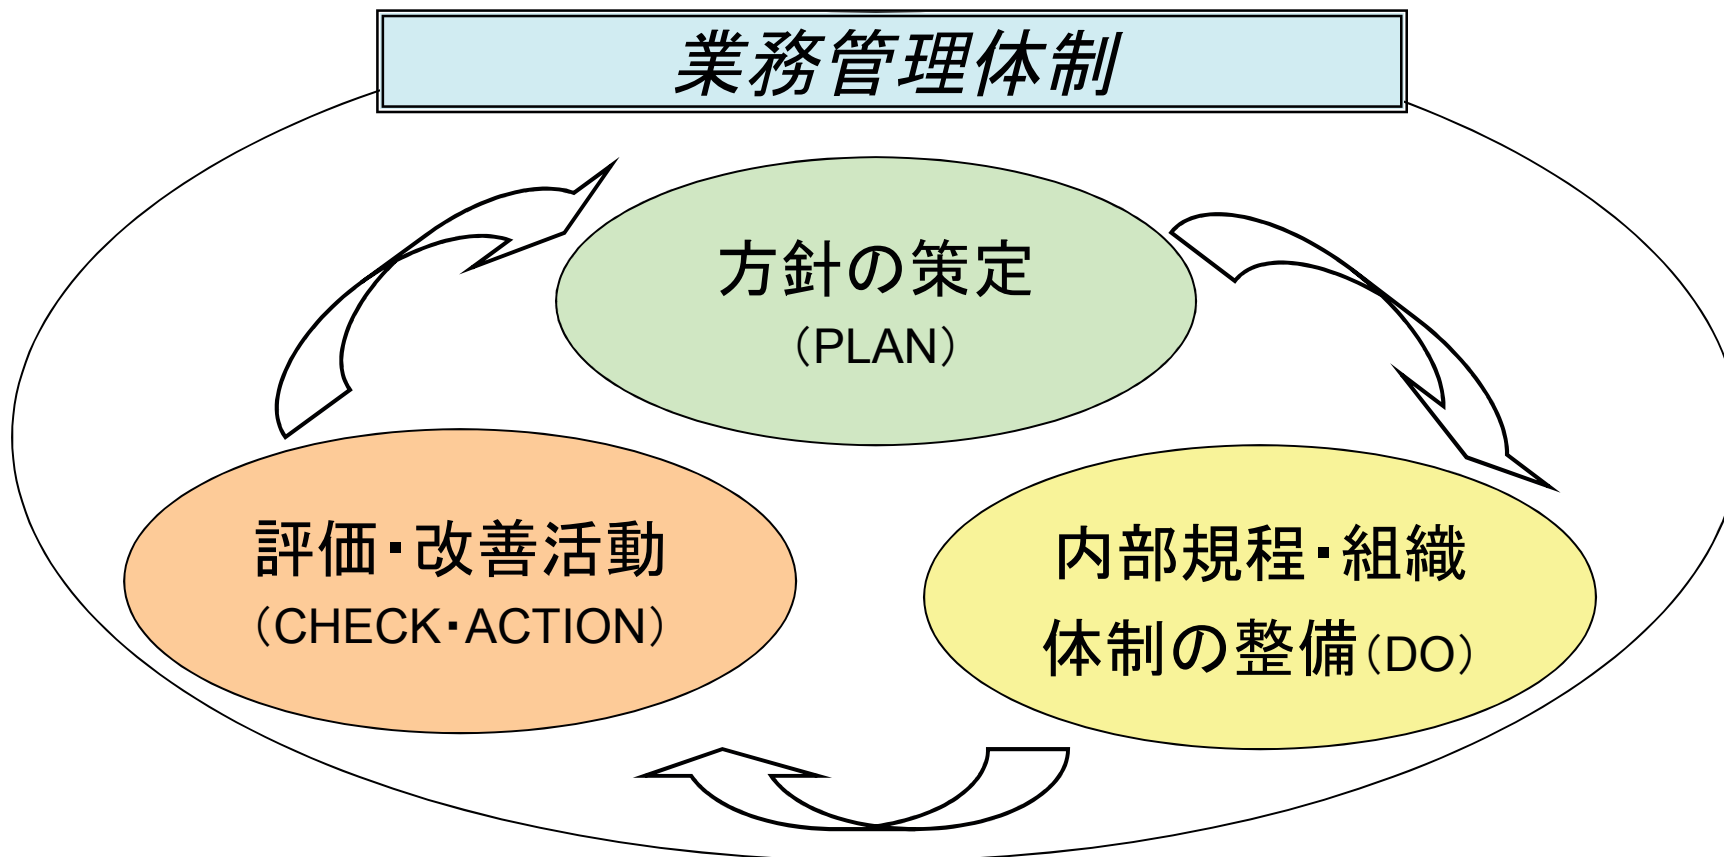 業務管理体制
方針の策定
（PLAN）
評価・改善活動
（CHECK・ACTION）
内部規程・組織
体制の整備（DO）